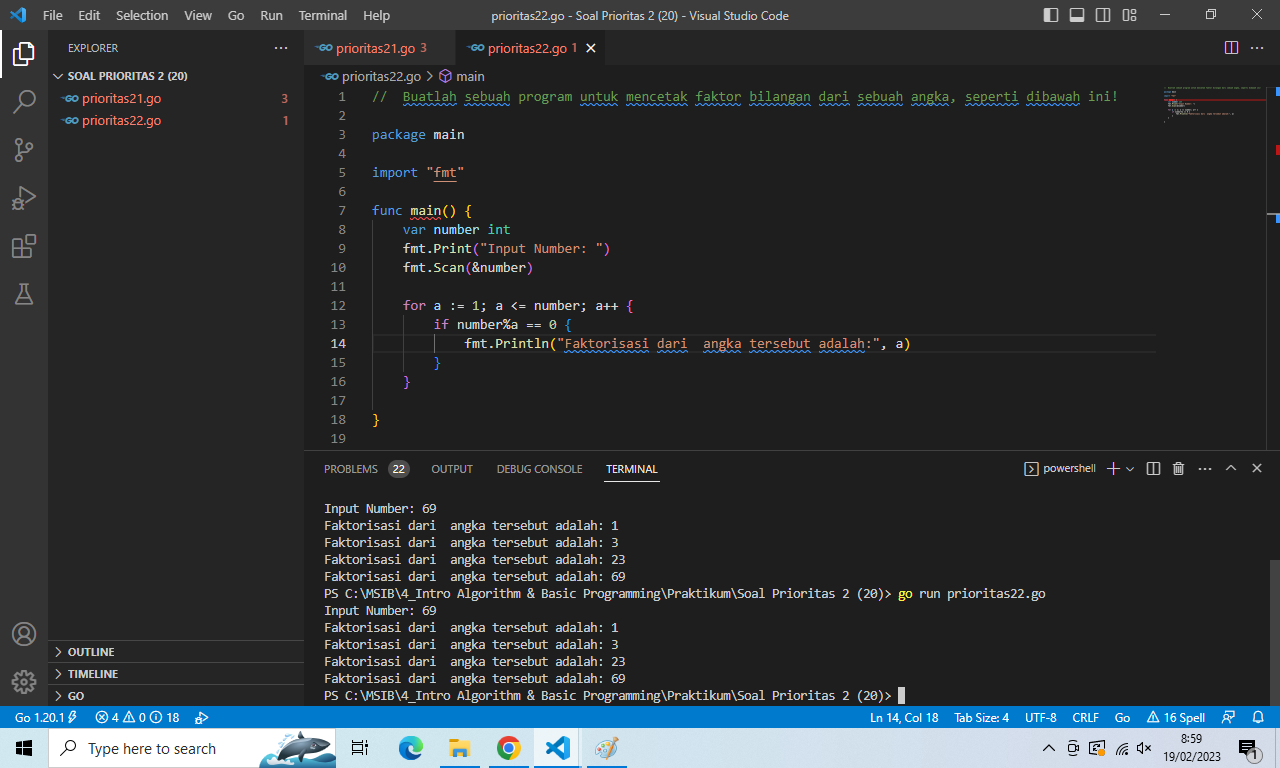 File Edit Selection View Go Run Terminal Help prioritas22.go - Soal Prioritas 2 (20) - Visual Studio Code
EXPLORER
SOAL PRIORITAS 2 (20)
prioritas21.go 3
prioritas22.go 1
OUTLINE
TIMELINE
GO
prioritas21.go 3 prioritas22.go 1
prioritas22.go > main
1 // Buatlah sebuah program untuk mencetak faktor bilangan dari sebuah angka, seperti dibawah ini!
2
3 package main
4
5 import "fmt"
6
7 func main() {
8 var number int
9 fmt.Print("Input Number: ")
10 fmt.Scan(&number)
11
12 for a := 1; a <= number; a++ {
13 if number%a == 0 {
14 fmt.Println("Faktorisasi dari  angka tersebut adalah:", a)
15 }
16 }
17
18 }
19
PROBLEMS 22 OUTPUT DEBUG CONSOLE TERMINAL powershell
Input Number: 69
Faktorisasi dari  angka tersebut adalah: 1
Faktorisasi dari  angka tersebut adalah: 3
Faktorisasi dari  angka tersebut adalah: 23
Faktorisasi dari  angka tersebut adalah: 69
PS C:\MSIB\4_Intro Algorithm & Basic Programming\Praktikum\Soal Prioritas 2 (20)> go run prioritas22.go
Input Number: 69
Faktorisasi dari  angka tersebut adalah: 1
Faktorisasi dari  angka tersebut adalah: 3
Faktorisasi dari  angka tersebut adalah: 23
Faktorisasi dari  angka tersebut adalah: 69
PS C:\MSIB\4_Intro Algorithm & Basic Programming\Praktikum\Soal Prioritas 2 (20)>
Go 1.20.1 4 0 18 Ln 14, Col 18 Tab Size: 4 UTF-8 CRLF Go 16 Spell
Type here to search
8:59
19/02/2023
1